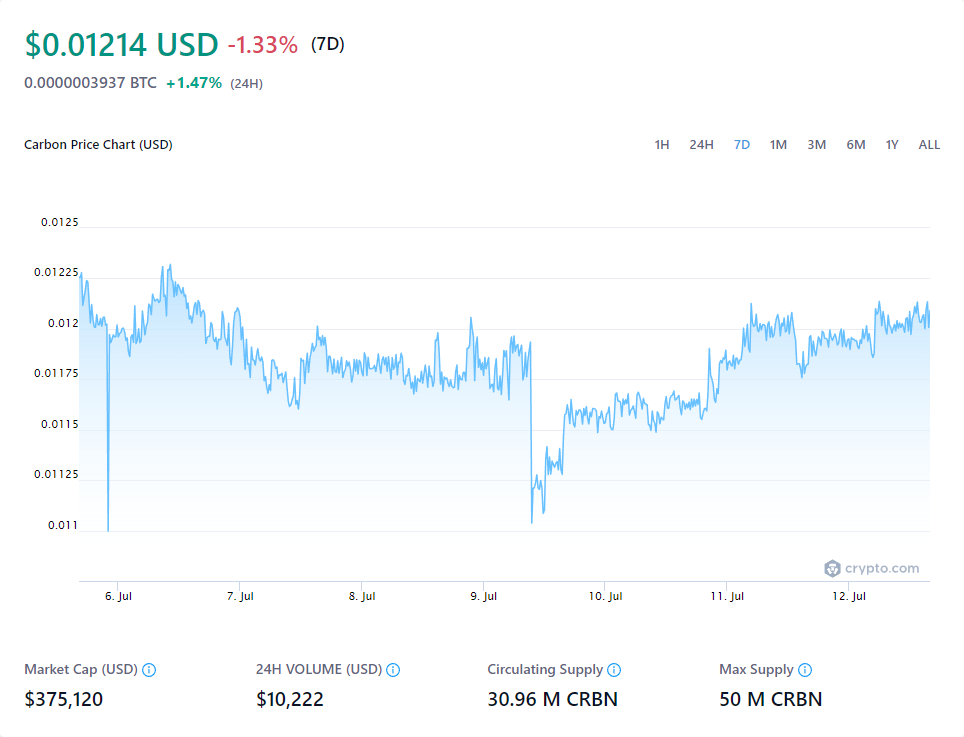 $0.01214 USD -1.33% (7D)
0.0000003937 BTC +1.47% (24H)
Carbon Price Chart (USD) 1H 24H 7D 1M 3M 6M 1Y ALL
0.0125
0.01225
0.012
0.01175
0.0115
0.01125
0.011
crypto.com
6. Jul 7. Jul 8. Jul 9. Jul 10. Jul 11. Jul 12. Jul
Market Cap (USD) 24H VOLUME (USD) Circulating Supply Max Supply
$375,120 $10,222 30.96 M CRBN 50 M CRBN